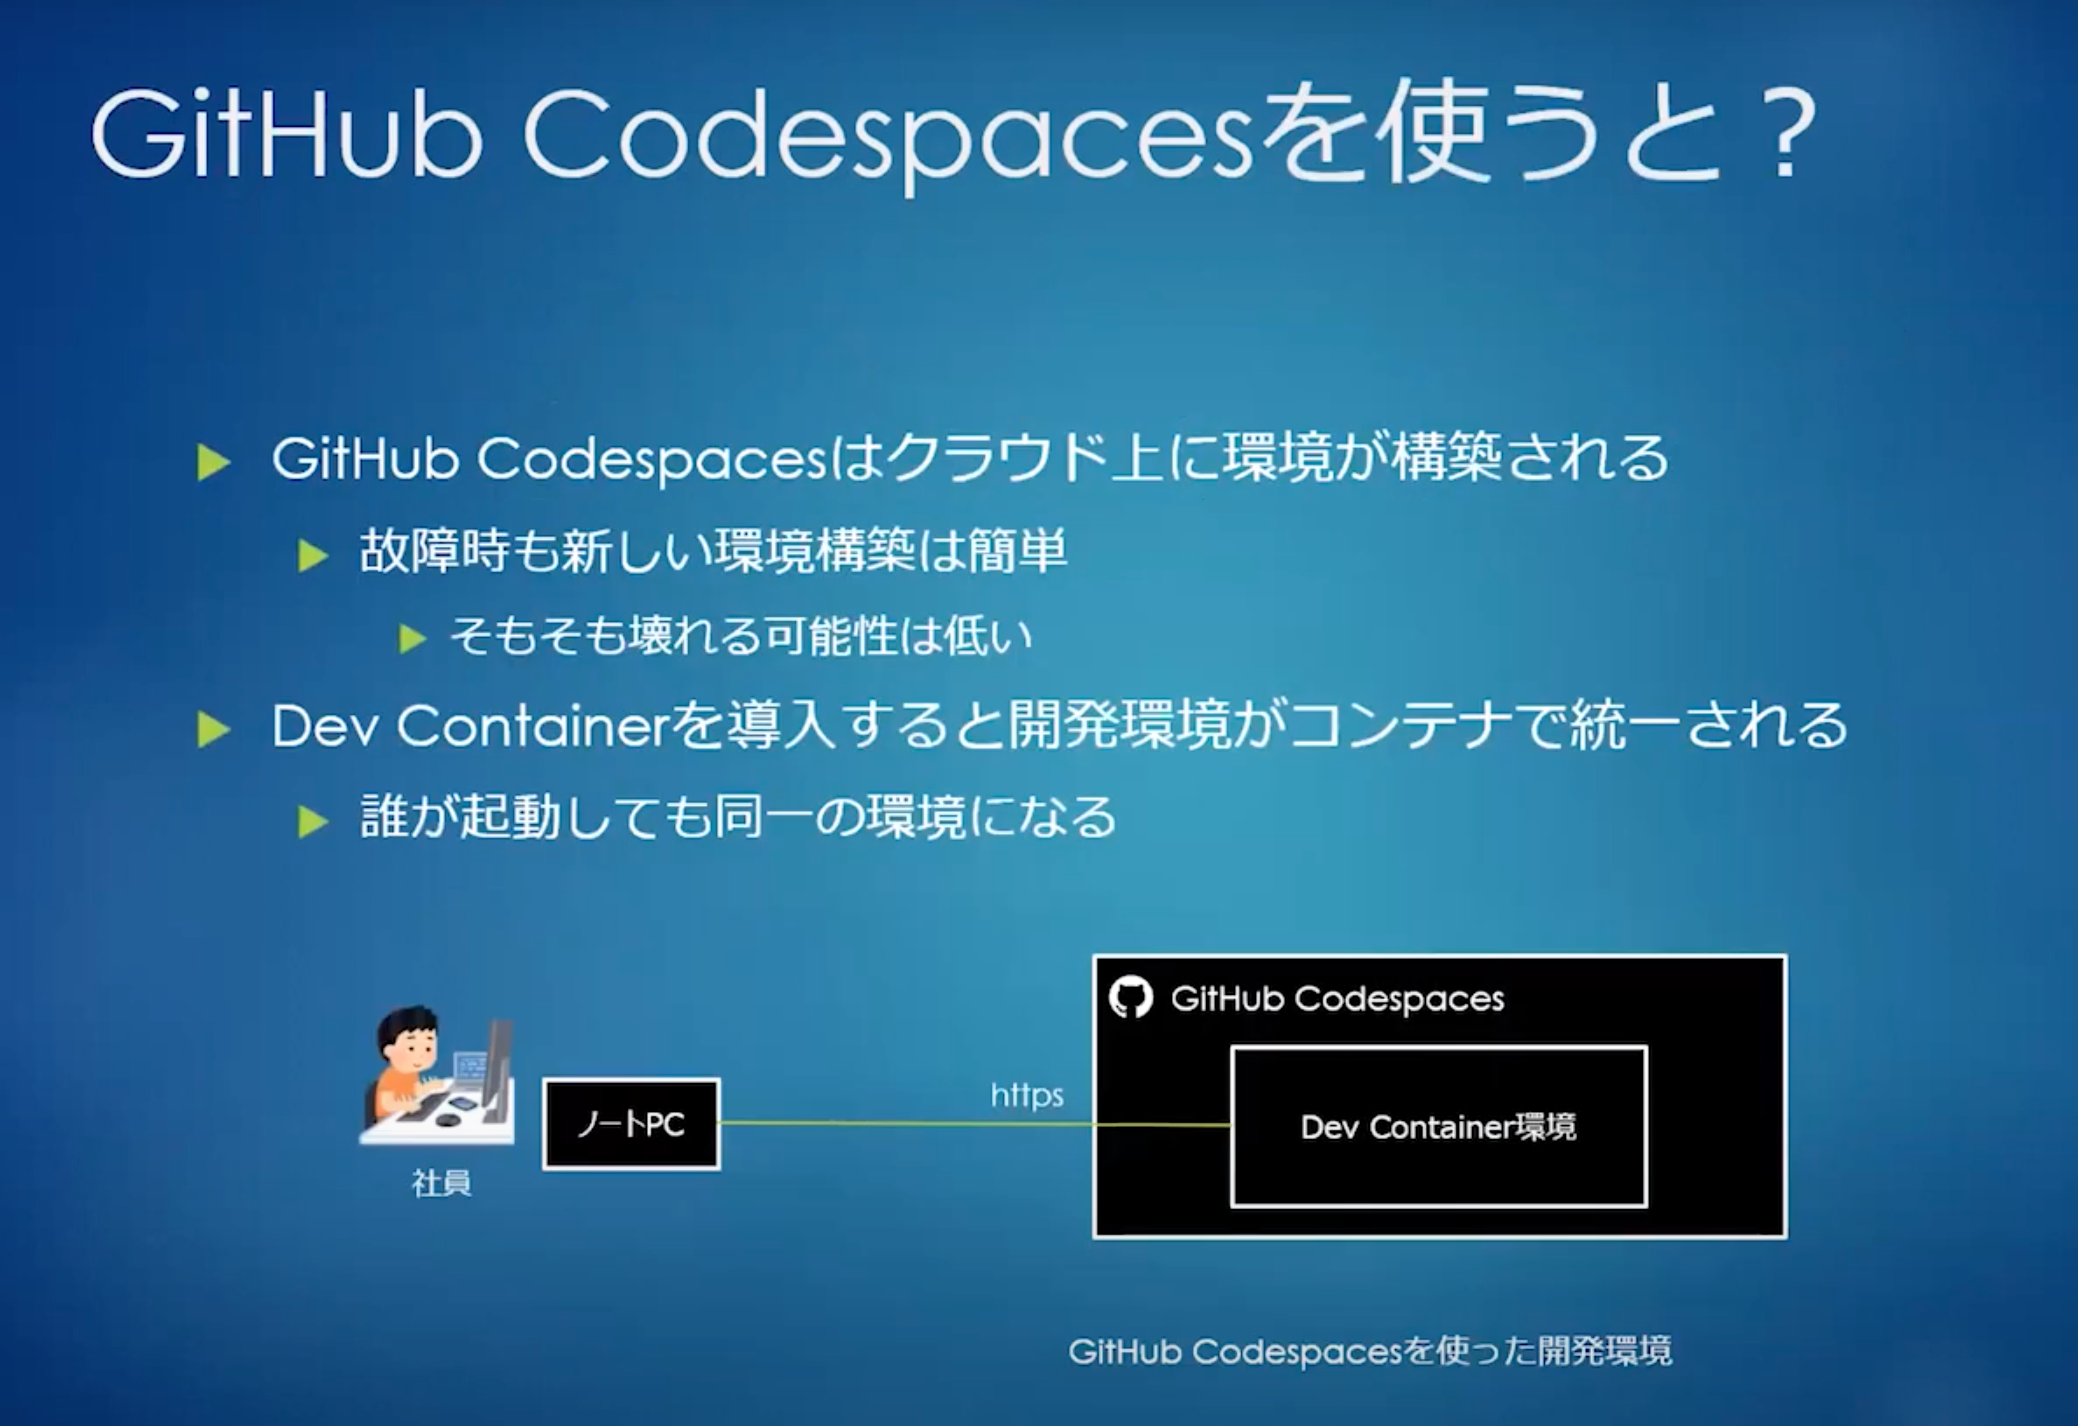 GitHub Codespacesを使うと？
GitHub Codespacesはクラウド上に環境が構築される
故障時も新しい環境構築は簡単
そもそも壊れる可能性は低い
Dev Containerを導入すると開発環境がコンテナで統一される
誰が起動しても同一の環境になる
GitHub Codespaces
https
ノートPC
Dev Container環境
社員
GitHub Codespacesを使った開発環境